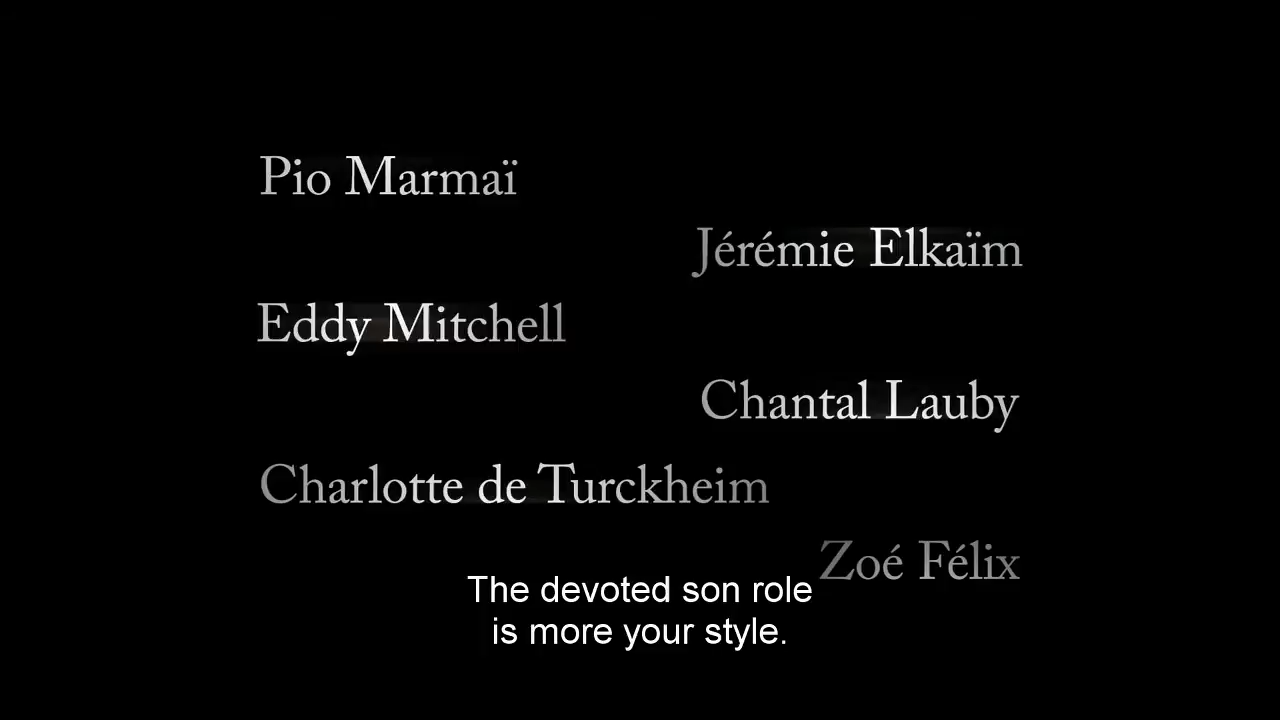 Pio Marmaï
Jérémie Elkaïm
Eddy Mitchell
Chantal Lauby
Charlotte de Turckheim
Zoé Félix
The devoted son role
is more your style.